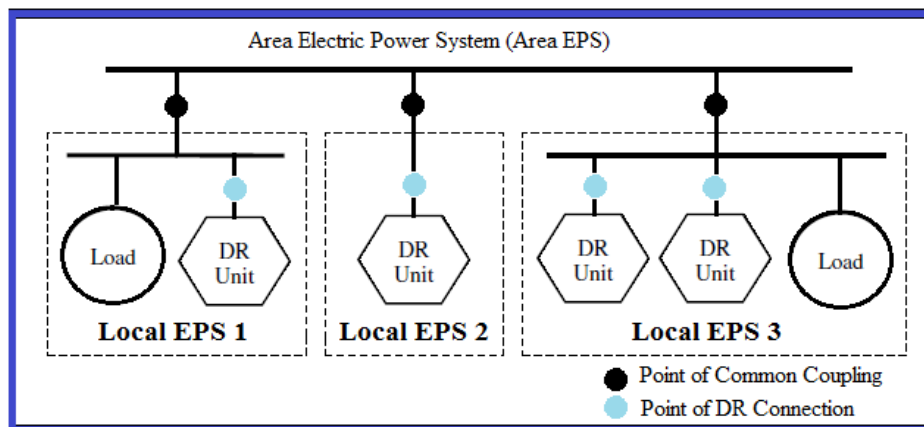 Area Electric Power System (Area EPS)
Load
DR
Unit
DR
Unit
DR
Unit
DR
Unit
Load
Local EPS 1
Local EPS 2
Local EPS 3
Point of Common Coupling
Point of DR Connection